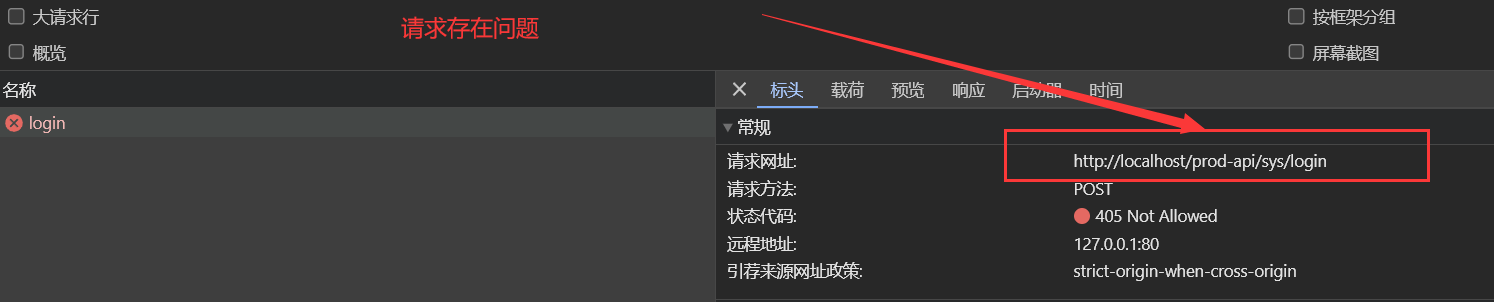 大请求行
请求存在问题
按框架分组
概览
屏幕截图
名称
标头 载荷 预览 响应 启动器 时间
login
常规
请求网址: http://localhost/prod-api/sys/login
请求方法: POST
状态代码: 405 Not Allowed
远程地址: 127.0.0.1:80
引荐来源网址政策: strict-origin-when-cross-origin